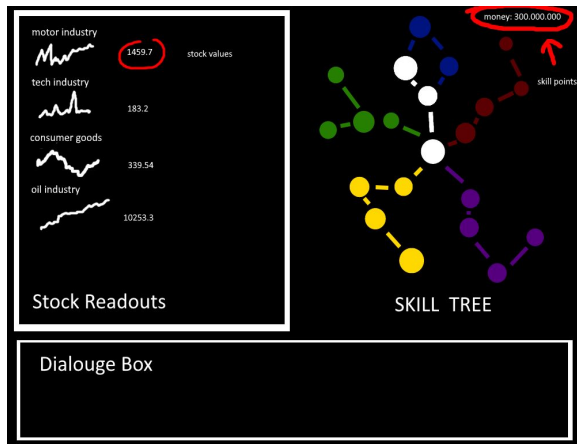 motor industry
1459.7
stock values
tech industry
183.2
consumer goods
339.54
oil industry
10253.3
Stock Readouts
money: 300.000.000
skill points
SKILL TREE
Dialouge Box